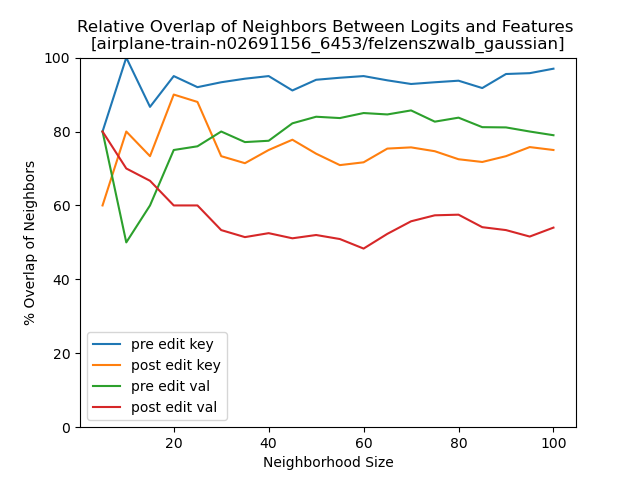 Relative Overlap of Neighbors Between Logits and Features
[airplane-train-n02691156_6453/felzenszwalb_gaussian]
100
80
60
40
20
0
% Overlap of Neighbors
pre edit key
post edit key
pre edit val
post edit val
20 40 60 80 100
Neighborhood Size